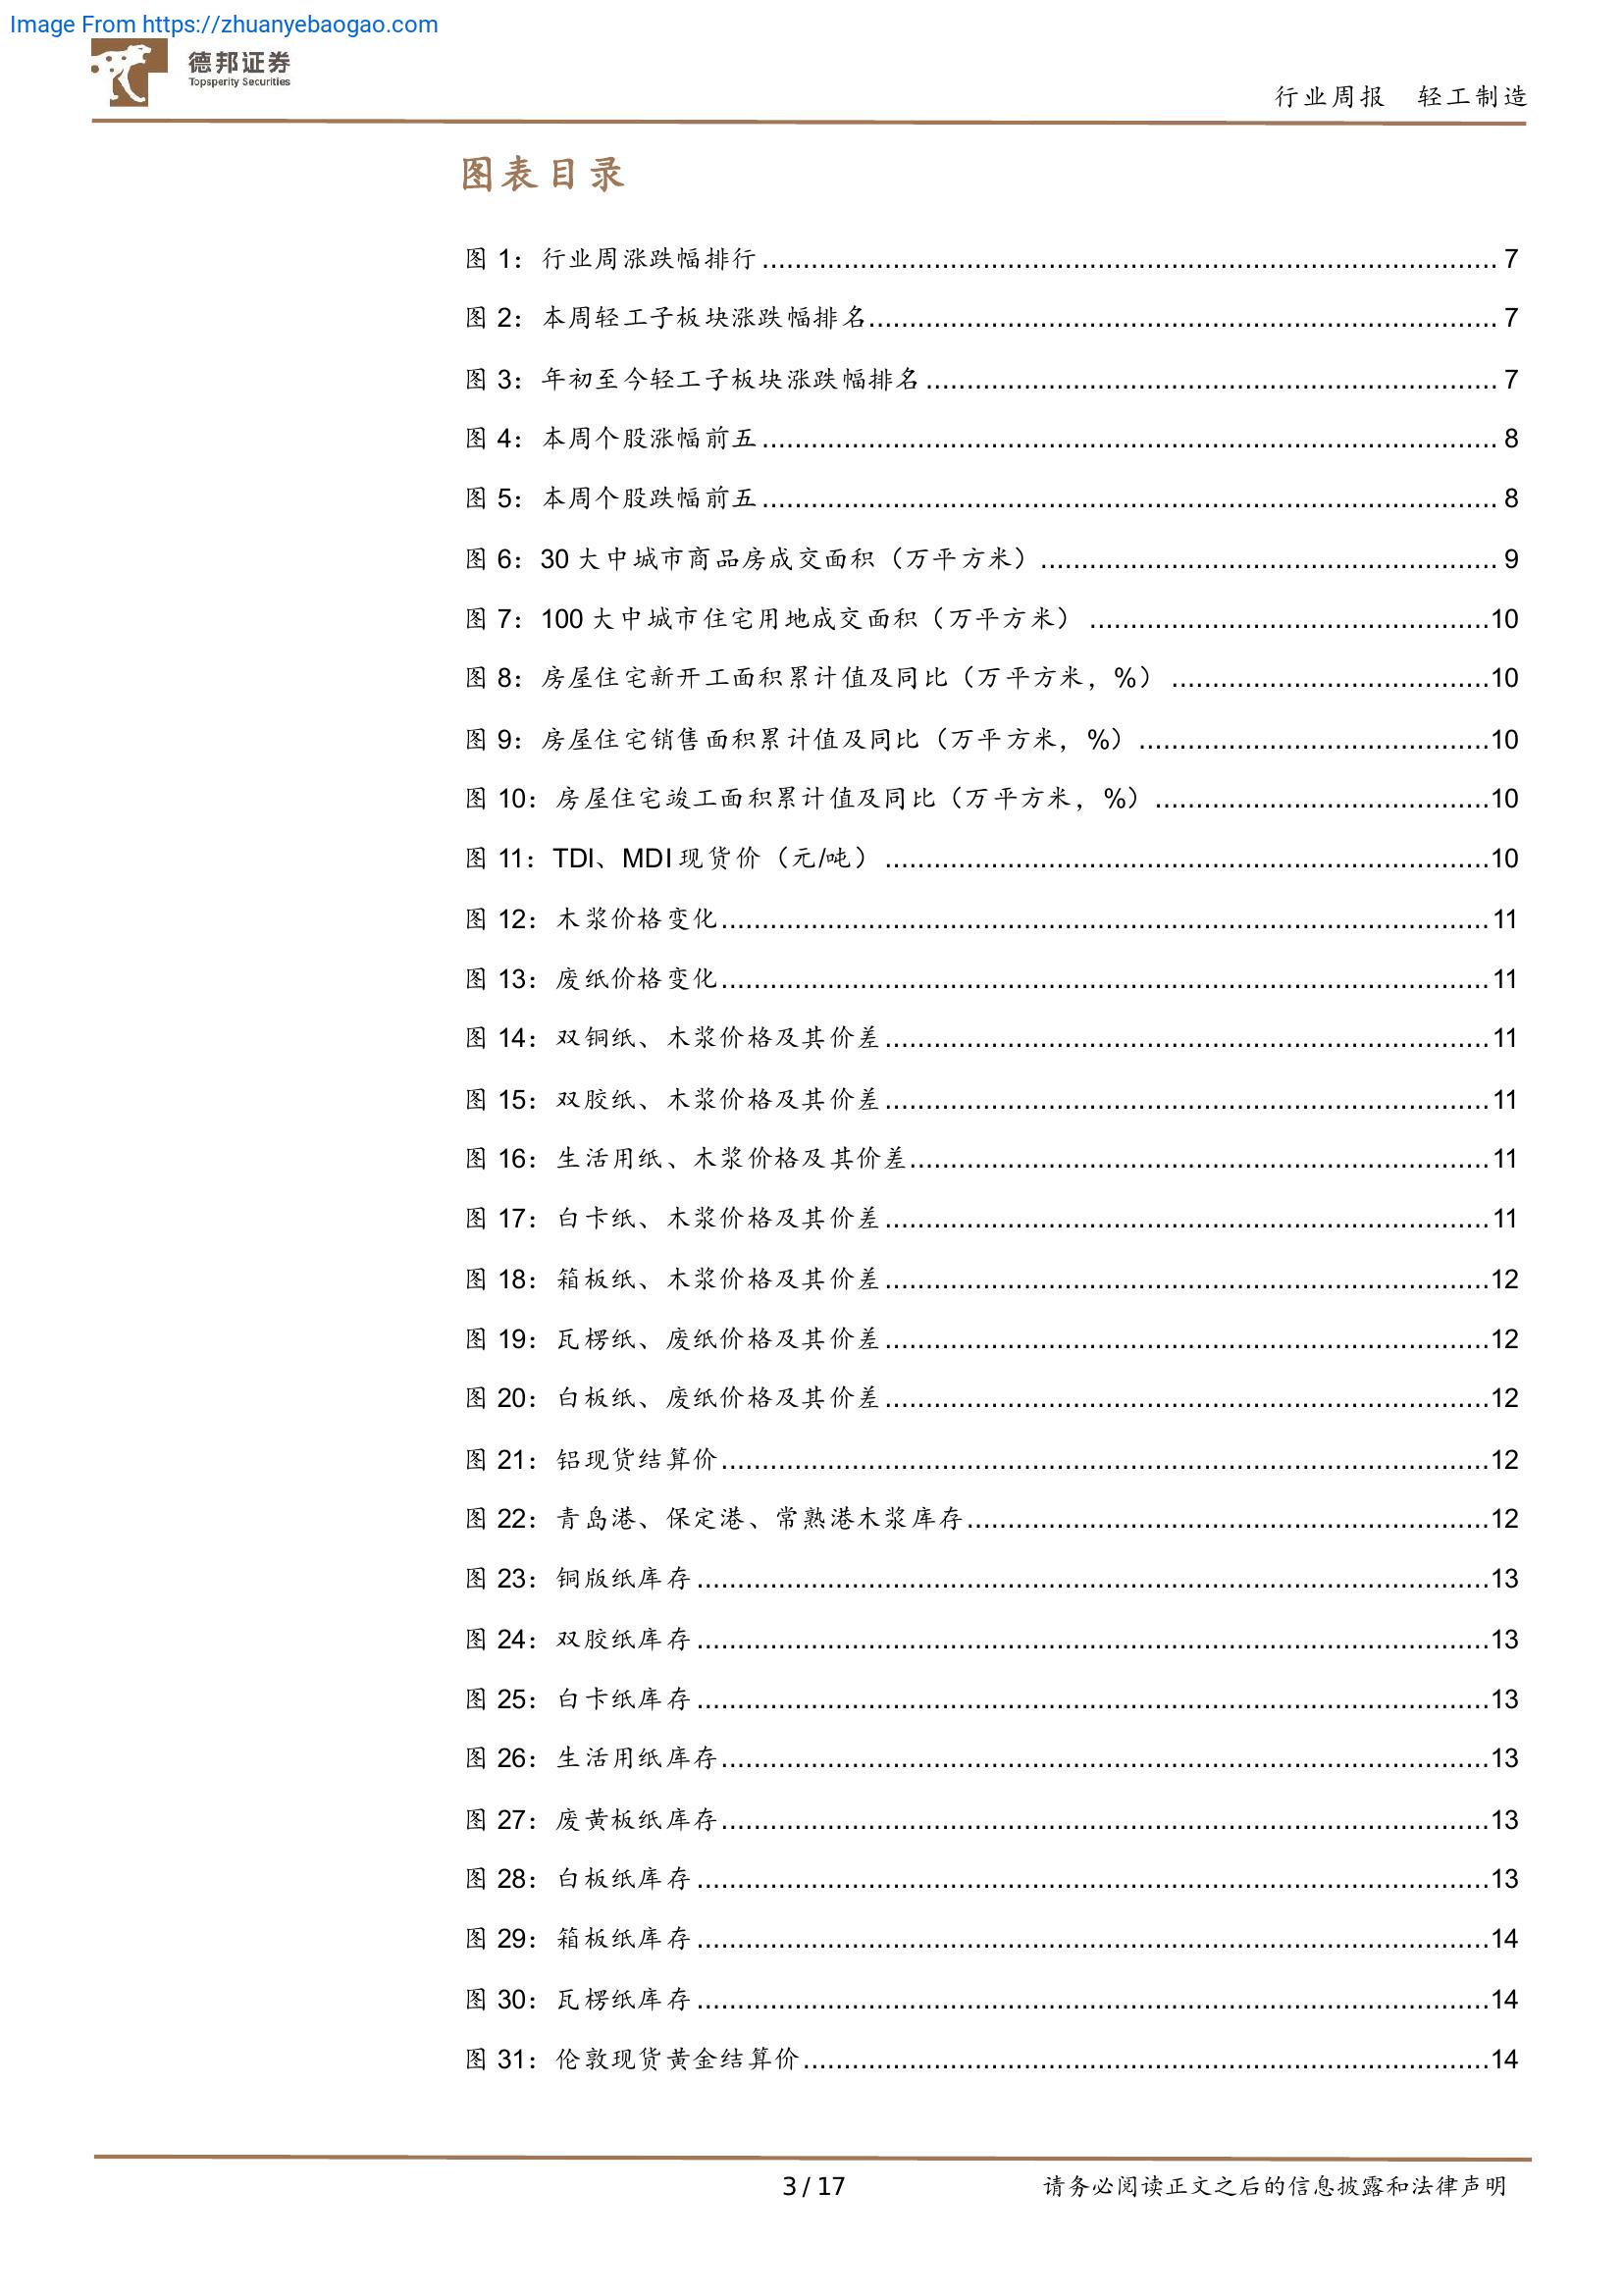 Image From https://zhuanyebaogao.com
德邦证券
Topsperity Securities
行业周报 轻工制造
图表目录
图 1：行业周涨跌幅排行........................................................................................... 7
图 2：本周轻工子板块涨跌幅排名.............................................................................. 7
图 3：年初至今轻工子板块涨跌幅排名....................................................................... 7
图 4：本周个股涨幅前五........................................................................................... 8
图 5：本周个股跌幅前五........................................................................................... 8
图 6：30 大中城市商品房成交面积（万平方米）........................................................ 9
图 7：100 大中城市住宅用地成交面积（万平方米） .................................................10
图 8：房屋住宅新开工面积累计值及同比（万平方米，%） .......................................10
图 9：房屋住宅销售面积累计值及同比（万平方米，%）...........................................10
图 10：房屋住宅竣工面积累计值及同比（万平方米，%）.........................................10
图 11：TDI、MDI 现货价（元/吨） ..........................................................................10
图 12：木浆价格变化..............................................................................................11
图 13：废纸价格变化..............................................................................................11
图 14：双铜纸、木浆价格及其价差..........................................................................11
图 15：双胶纸、木浆价格及其价差..........................................................................11
图 16：生活用纸、木浆价格及其价差.......................................................................11
图 17：白卡纸、木浆价格及其价差..........................................................................11
图 18：箱板纸、木浆价格及其价差..........................................................................12
图 19：瓦楞纸、废纸价格及其价差..........................................................................12
图 20：白板纸、废纸价格及其价差..........................................................................12
图 21：铝现货结算价..............................................................................................12
图 22：青岛港、保定港、常熟港木浆库存................................................................12
图 23：铜版纸库存.................................................................................................13
图 24：双胶纸库存.................................................................................................13
图 25：白卡纸库存.................................................................................................13
图 26：生活用纸库存..............................................................................................13
图 27：废黄板纸库存..............................................................................................13
图 28：白板纸库存.................................................................................................13
图 29：箱板纸库存.................................................................................................14
图 30：瓦楞纸库存.................................................................................................14
图 31：伦敦现货黄金结算价....................................................................................14
3 / 17
请务必阅读正文之后的信息披露和法律声明